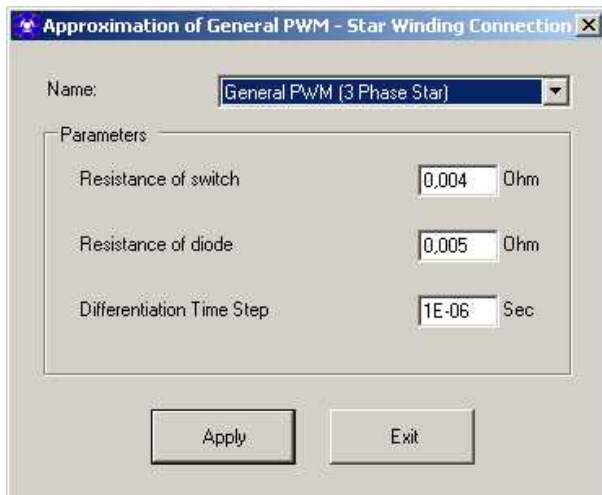 Approximation of General PWM - Star Winding Connection
Name: General PWM (3 Phase Star)
Parameters
Resistance of switch 0,004 Ohm
Resistance of diode 0,005 Ohm
Differentiation Time Step 1E-06 Sec
Apply Exit